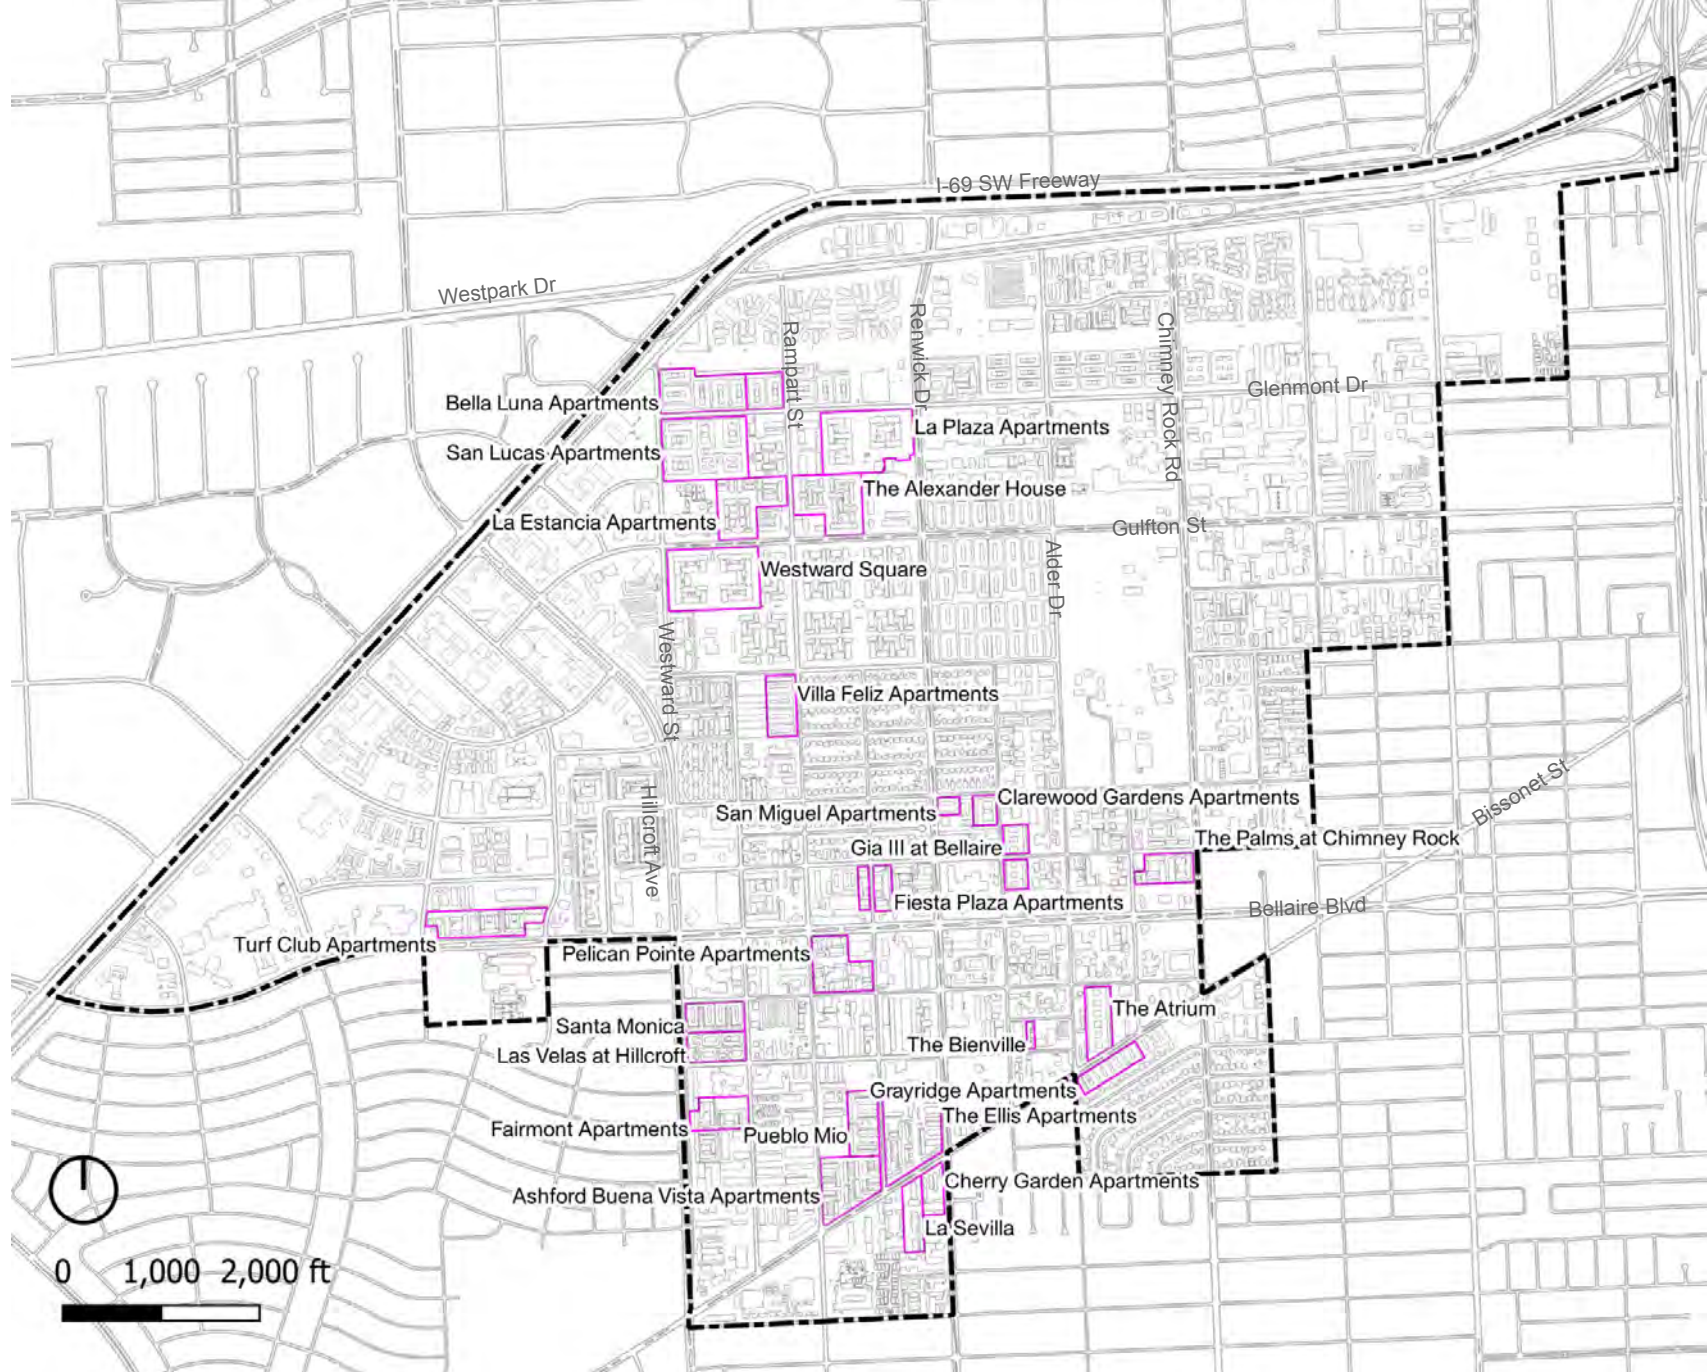 I-69 SW Freeway
Westpark Dr
Rampart St
Renwick Dr
Chimney Rock Rd
Glenmont Dr
Bella Luna Apartments
La Plaza Apartments
San Lucas Apartments
The Alexander House
La Estancia Apartments
Gulfton St
Alder Dr
Westward Square
Westward St
Villa Feliz Apartments
Hillcroft Ave
Clarewood Gardens Apartments
San Miguel Apartments
Bissonet St
The Palms at Chimney Rock
Gia III at Bellaire
Fiesta Plaza Apartments
Bellaire Blvd
Turf Club Apartments
Pelican Pointe Apartments
The Atrium
Santa Monica
The Bienville
Las Velas at Hillcroft
Grayridge Apartments
The Ellis Apartments
Fairmont Apartments
Pueblo Mio
Cherry Garden Apartments
Ashford Buena Vista Apartments
La Sevilla
0 1,000 2,000 ft